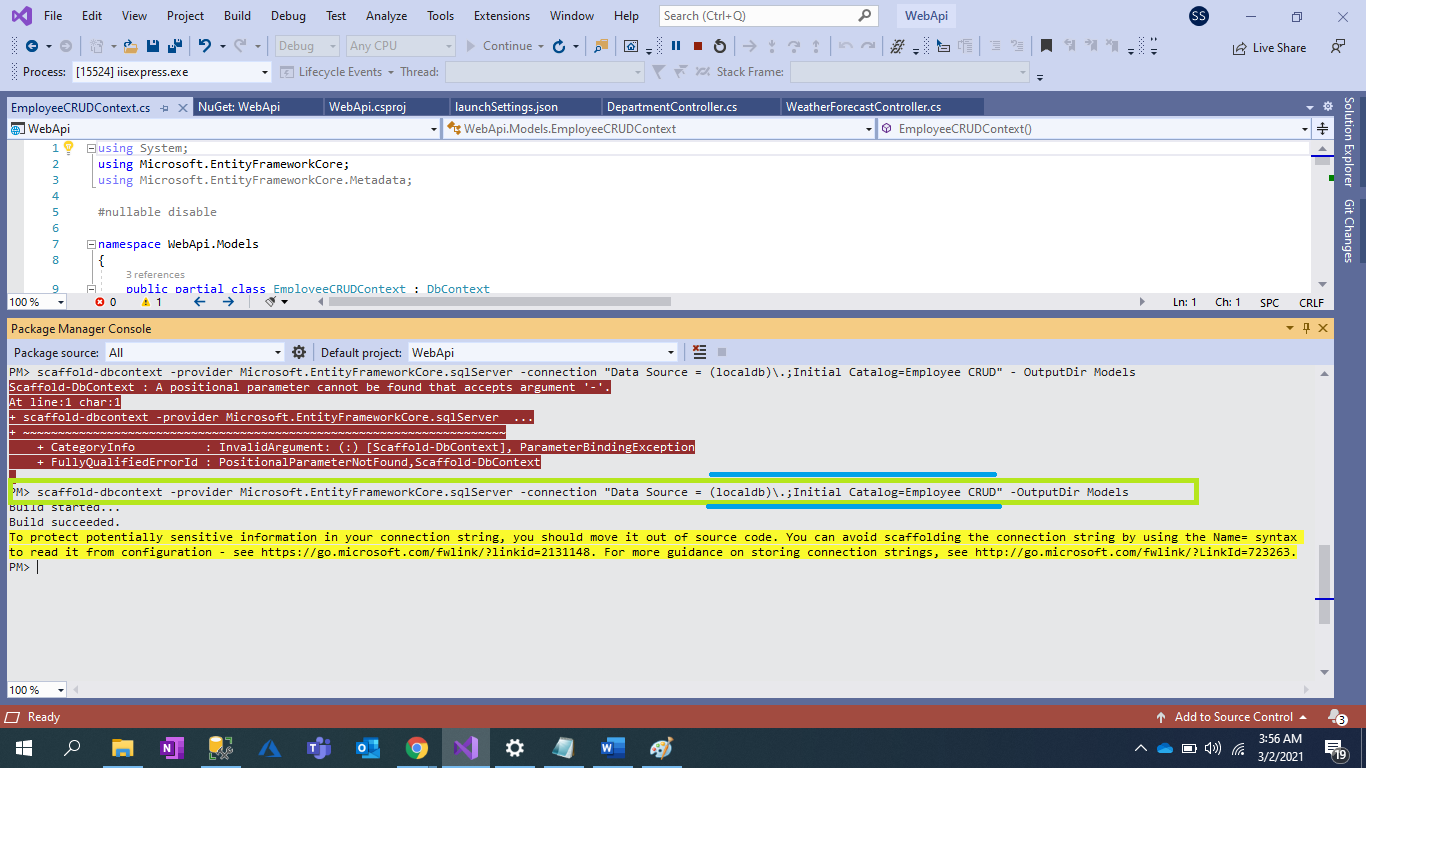 File Edit View Project Build Debug Test Analyze Tools Extensions Window Help Search (Ctrl+Q) WebApi SS
Debug Any CPU Continue Live Share
Process: [15524] iisexpress.exe Lifecycle Events Thread: Stack Frame:
EmployeeCRUDContext.cs NuGet: WebApi WebApi.csproj launchSettings.json DepartmentController.cs WeatherForecastController.cs
WebApi WebApi.Models.EmployeeCRUDContext EmployeeCRUDContext()
1 using System;
2 using Microsoft.EntityFrameworkCore;
3 using Microsoft.EntityFrameworkCore.Metadata;
4
5 #nullable disable
6
7 namespace WebApi.Models
8 {
3 references
9 public partial class EmployeeCRUDContext : DbContext
100 % 0 1 Ln: 1 Ch: 1 SPC CRLF
Solution Explorer
Git Changes
Package Manager Console
Package source: All Default project: WebApi
PM> scaffold-dbcontext -provider Microsoft.EntityFrameworkCore.sqlServer -connection "Data Source = (localdb)\.;Initial Catalog=Employee CRUD" - OutputDir Models
Scaffold-DbContext : A positional parameter cannot be found that accepts argument '-'.
At line:1 char:1
+ scaffold-dbcontext -provider Microsoft.EntityFrameworkCore.sqlServer  ...
+ ~~~~~~~~~~~~~~~~~~~~~~~~~~~~~~~~~~~~~~~~~~~~~~~~~~~~~~~~~~~~~~~~~~~~~
+ CategoryInfo          : InvalidArgument: (:) [Scaffold-DbContext], ParameterBindingException
+ FullyQualifiedErrorId : PositionalParameterNotFound,Scaffold-DbContext
PM> scaffold-dbcontext -provider Microsoft.EntityFrameworkCore.sqlServer -connection "Data Source = (localdb)\.;Initial Catalog=Employee CRUD" -OutputDir Models
Build started...
Build succeeded.
To protect potentially sensitive information in your connection string, you should move it out of source code. You can avoid scaffolding the connection string by using the Name= syntax
to read it from configuration - see https://go.microsoft.com/fwlink/?linkid=2131148. For more guidance on storing connection strings, see http://go.microsoft.com/fwlink/?LinkId=723263.
PM>
100 %
Ready Add to Source Control 3
3:56 AM
3/2/2021
19